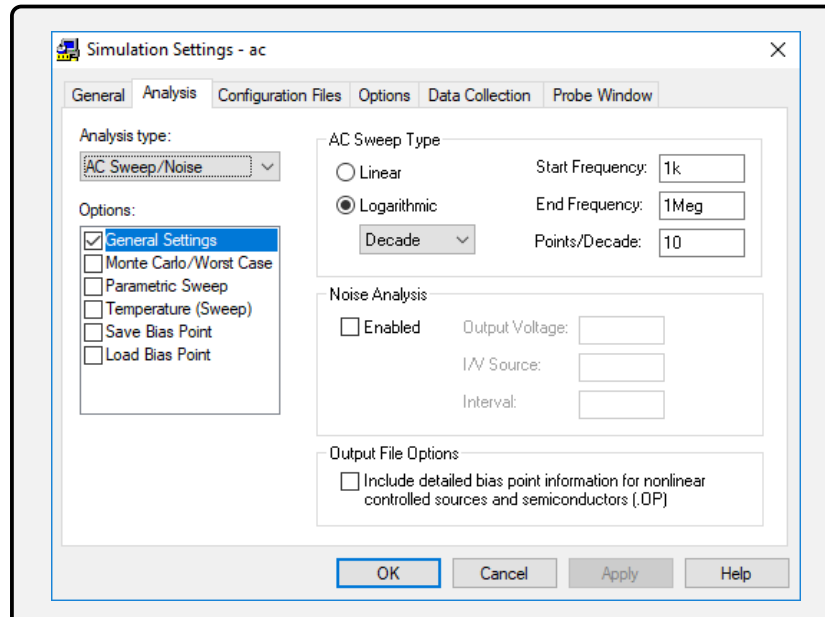 Simulation Settings - ac
General Analysis Configuration Files Options Data Collection Probe Window
Analysis type:
AC Sweep/Noise
Options:
General Settings
Monte Carlo/Worst Case
Parametric Sweep
Temperature (Sweep)
Save Bias Point
Load Bias Point
AC Sweep Type
Linear
Logarithmic
Decade
Start Frequency: 1k
End Frequency: 1Meg
Points/Decade: 10
Noise Analysis
Enabled
Output Voltage:
I/V Source:
Interval:
Output File Options
Include detailed bias point information for nonlinear
controlled sources and semiconductors (.OP)
OK Cancel Apply Help